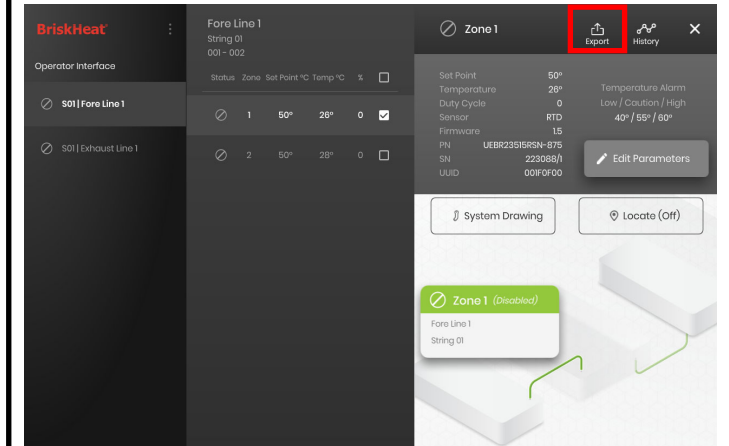 BriskHeat®
Operator Interface
S01 | Fore Line 1
S01 | Exhaust Line 1
Fore Line 1
String 01
001 - 002
Status Zone Set Point °C Temp °C %
1 50° 26° 0
2 50° 28° 0
Zone 1
Export
History
Set Point 50°
Temperature 26°
Duty Cycle 0
Sensor RTD
Firmware 1.5
PN UEBR23515RSN-875
SN 223088/1
UUID 001F0F00
Temperature Alarm
Low / Caution / High
40° / 55° / 60°
Edit Parameters
System Drawing
Locate (Off)
Zone 1 (Disabled)
Fore Line 1
String 01